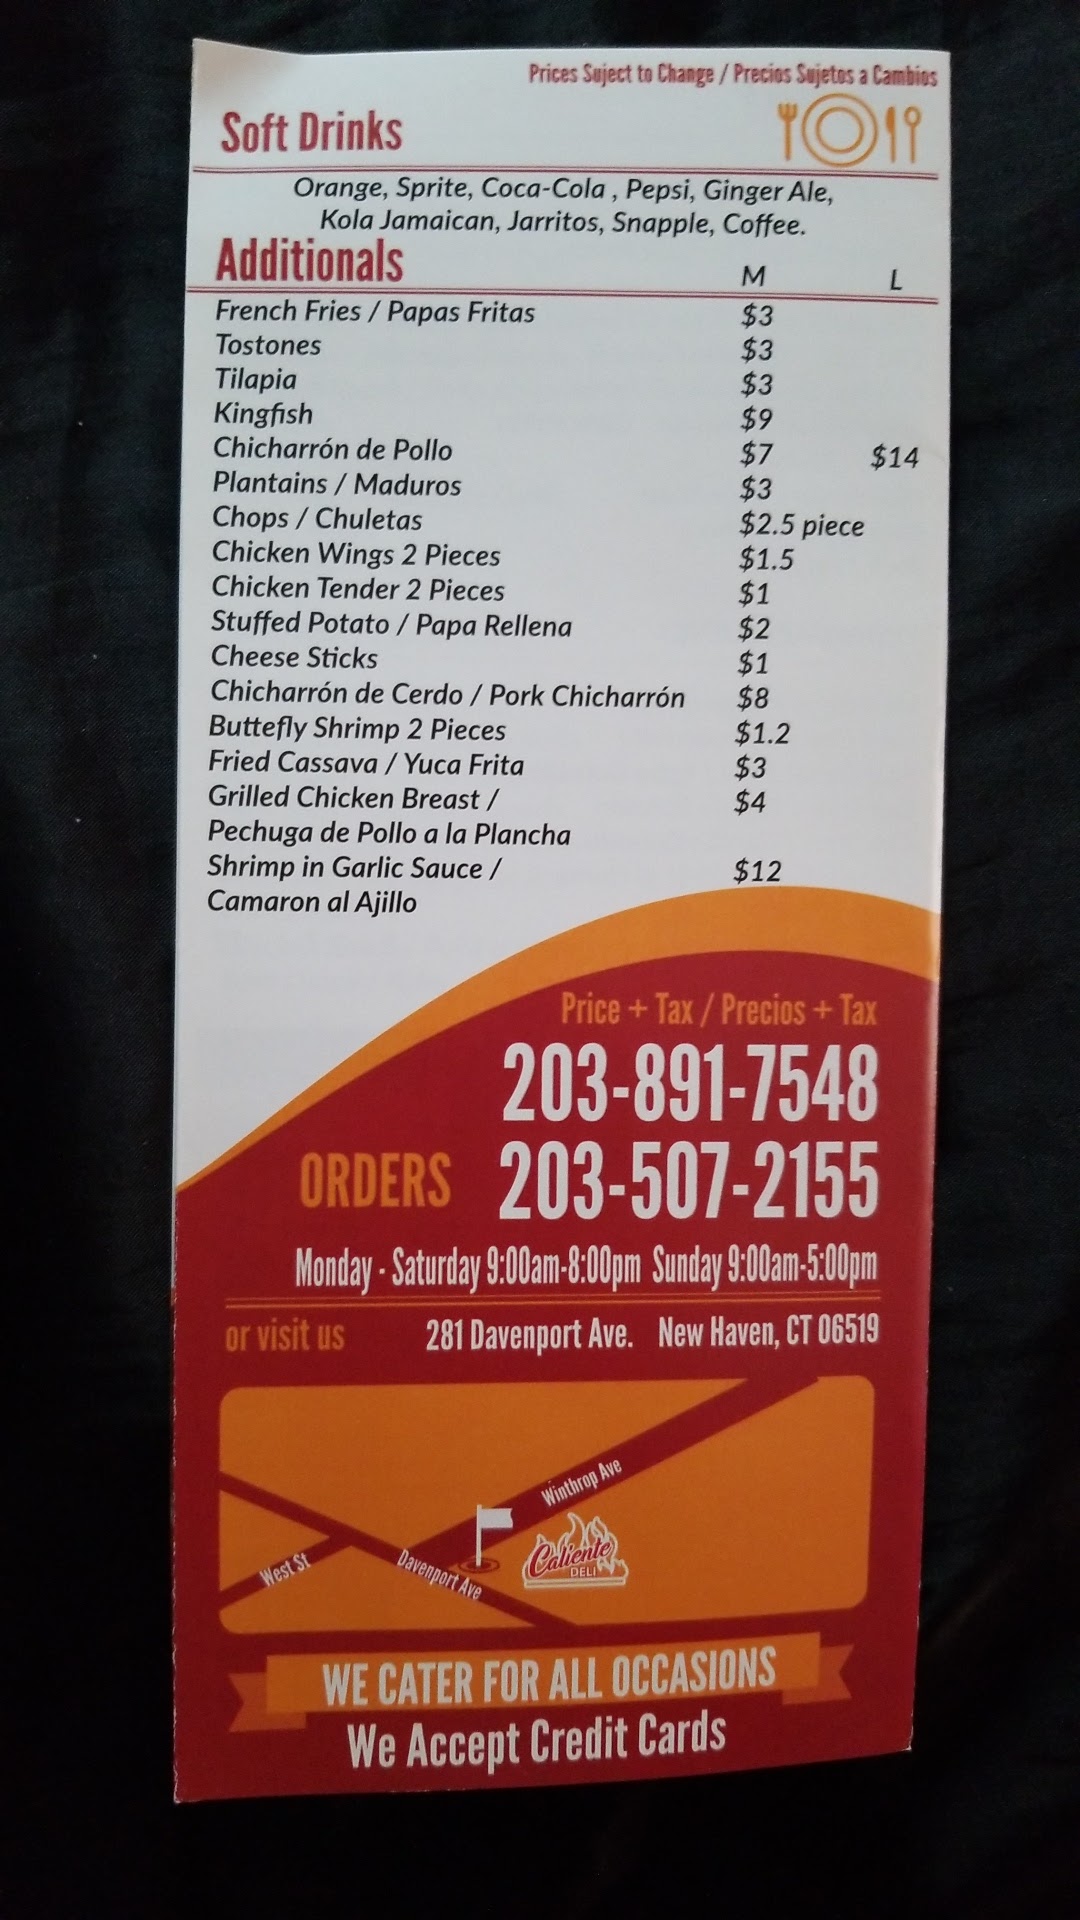 Prices Suject to Change / Precios Sujetos a Cambios
Soft Drinks
Orange, Sprite, Coca-Cola , Pepsi, Ginger Ale,
Kola Jamaican, Jarritos, Snapple, Coffee.
Additionals M L
French Fries / Papas Fritas $3
Tostones $3
Tilapia $3
Kingfish $9
Chicharrón de Pollo $7 $14
Plantains / Maduros $3
Chops / Chuletas $2.5 piece
Chicken Wings 2 Pieces $1.5
Chicken Tender 2 Pieces $1
Stuffed Potato / Papa Rellena $2
Cheese Sticks $1
Chicharrón de Cerdo / Pork Chicharrón $8
Buttefly Shrimp 2 Pieces $1.2
Fried Cassava / Yuca Frita $3
Grilled Chicken Breast / $4
Pechuga de Pollo a la Plancha
Shrimp in Garlic Sauce / $12
Camaron al Ajillo
Price + Tax / Precios + Tax
203-891-7548
ORDERS 203-507-2155
Monday - Saturday 9:00am-8:00pm Sunday 9:00am-5:00pm
or visit us 281 Davenport Ave. New Haven, CT 06519
Winthrop Ave
West St
Davenport Ave
Caliente
DELI
WE CATER FOR ALL OCCASIONS
We Accept Credit Cards